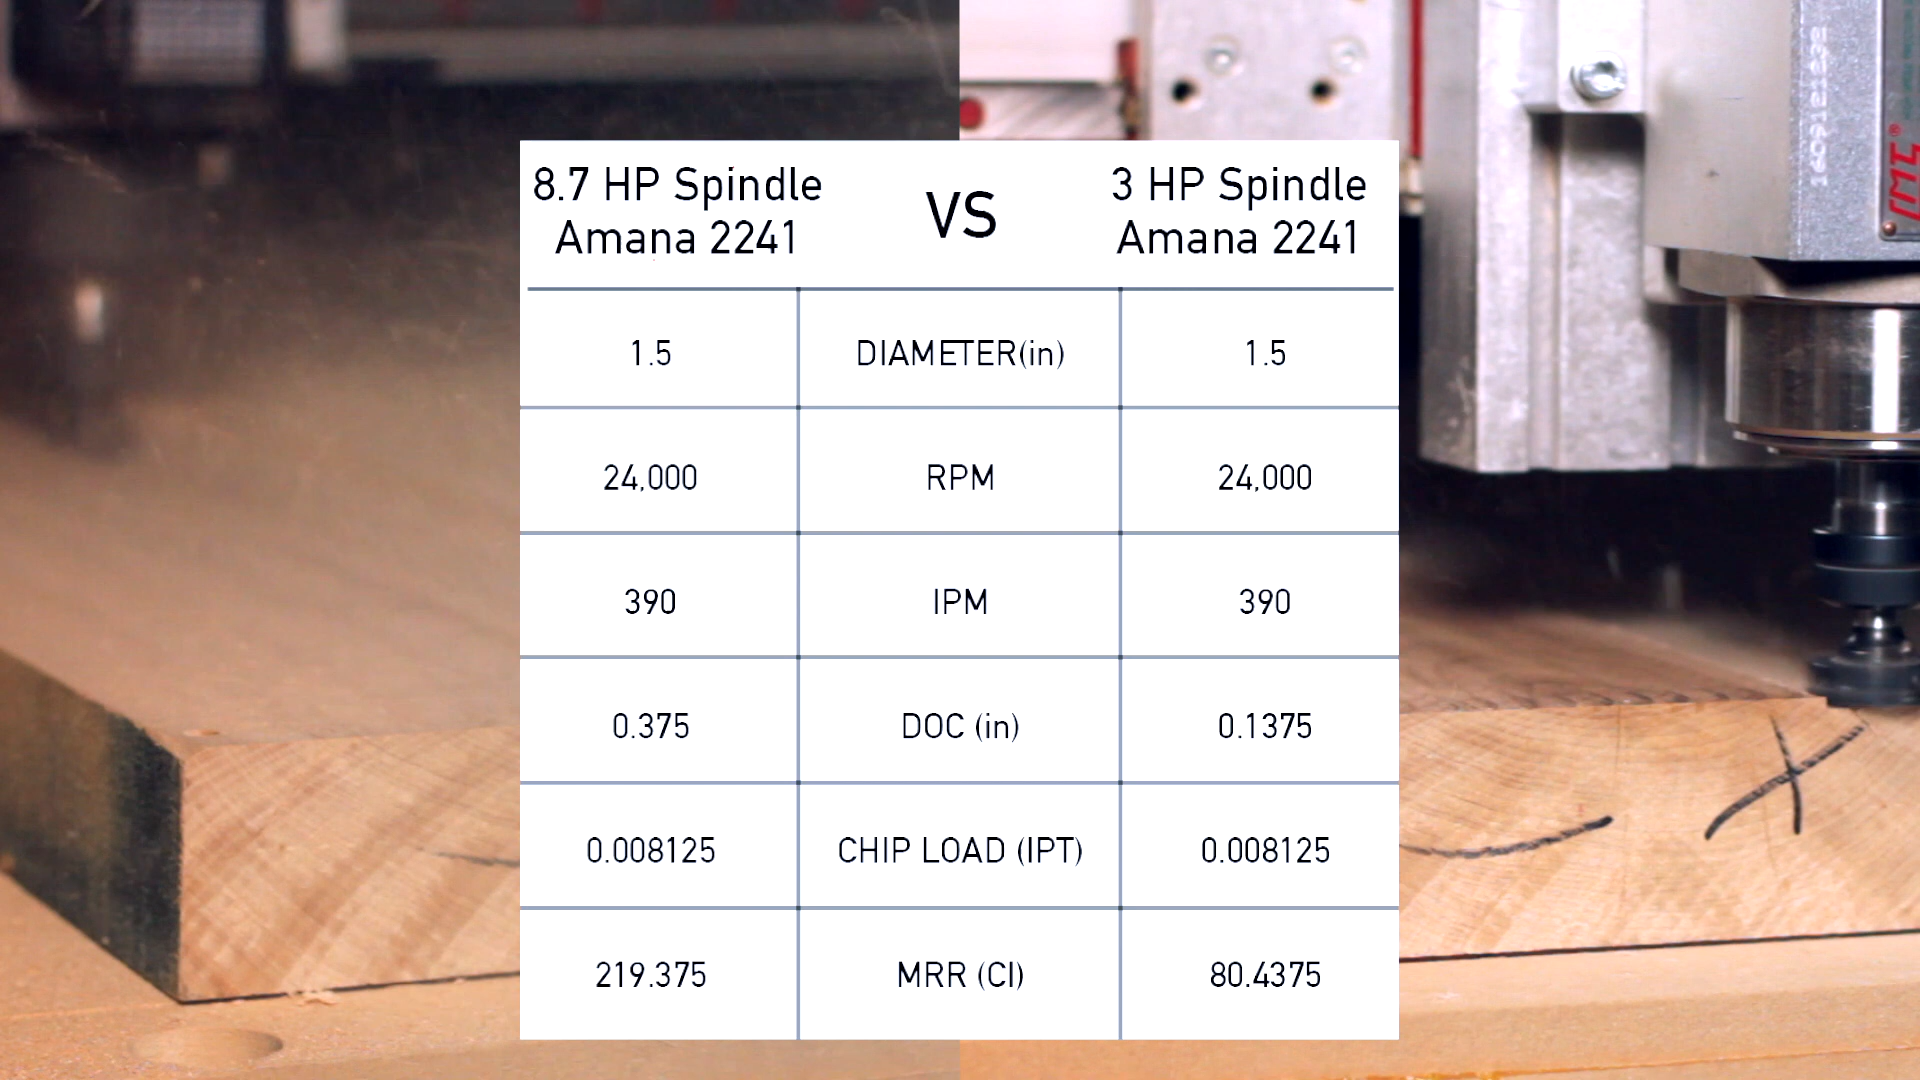 8.7 HP Spindle
Amana 2241
VS
3 HP Spindle
Amana 2241
1.5 DIAMETER(in) 1.5
24,000 RPM 24,000
390 IPM 390
0.375 DOC (in) 0.1375
0.008125 CHIP LOAD (IPT) 0.008125
219.375 MRR (CI) 80.4375
X